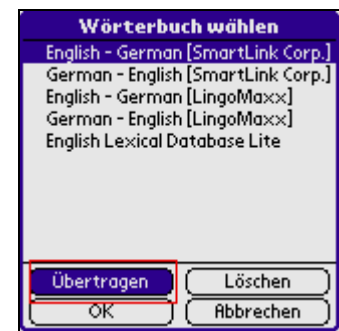 Wörterbuch wählen
English - German [SmartLink Corp.]
German - English [SmartLink Corp.]
English - German [LingoMaxx]
German - English [LingoMaxx]
English Lexical Database Lite
Übertragen Löschen
OK Abbrechen